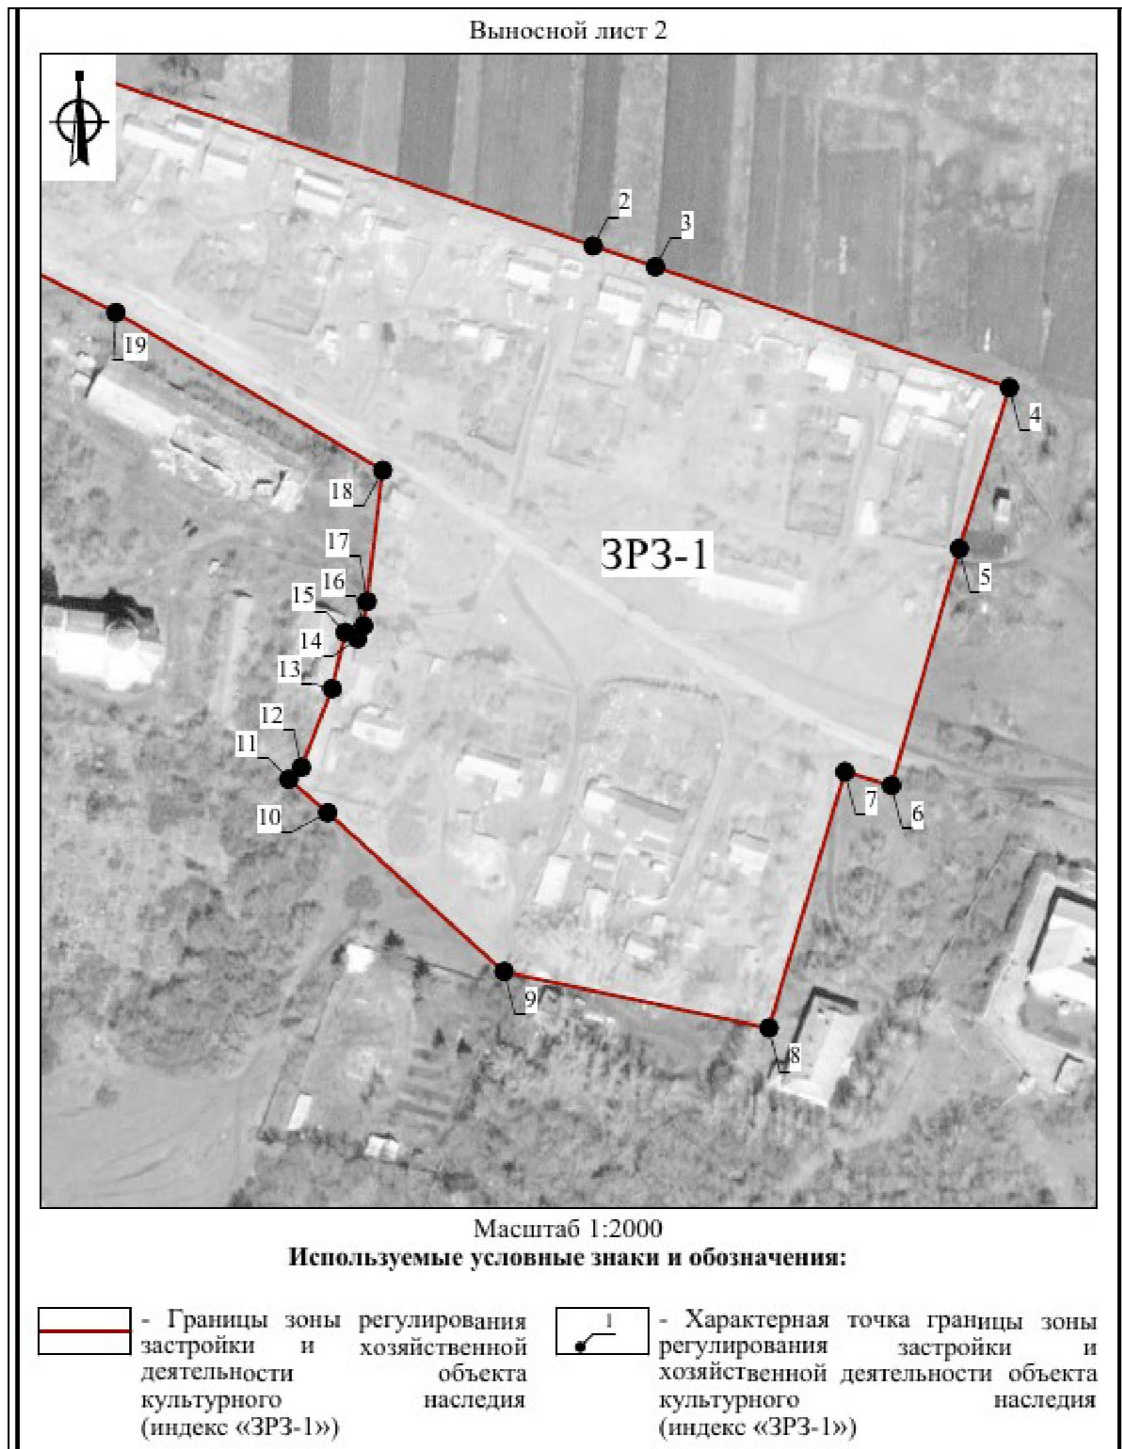 Выносной лист 2
2
3
4
19
18
ЗРЗ-1
17
16
15
5
14
13
12
11
7
6
10
9
8
Масштаб 1:2000
Используемые условные знаки и обозначения:
- Границы зоны регулирования
застройки и хозяйственной
деятельности объекта
культурного наследия
(индекс «ЗРЗ-1»)
1
- Характерная точка границы зоны
регулирования застройки и
хозяйственной деятельности объекта
культурного наследия
(индекс «ЗРЗ-1»)